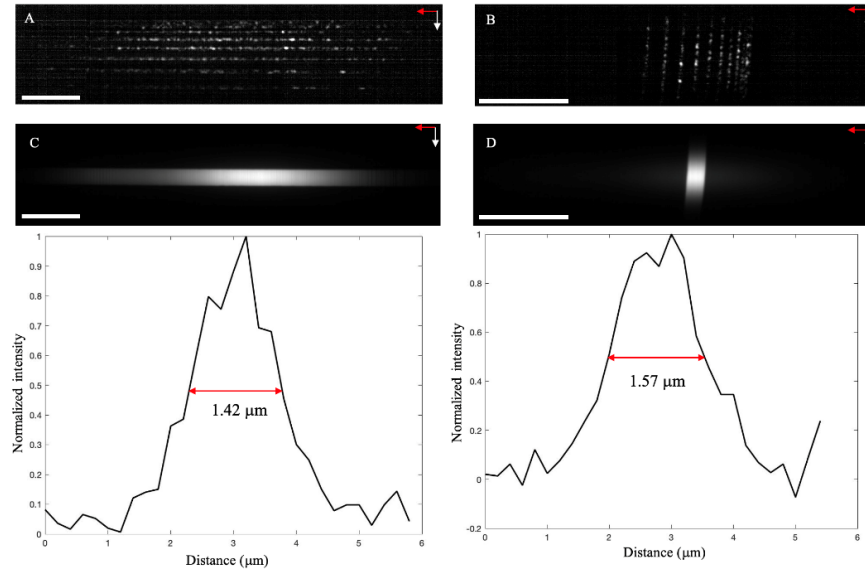 A
B
C
D
1
0.9
0.8
0.7
0.6
0.5
0.4
0.3
0.2
0.1
0
Normalized intensity
1.42 μm
0 1 2 3 4 5 6
Distance (μm)
1
0.8
0.6
0.4
0.2
0
-0.2
Normalized intensity
1.57 μm
0 1 2 3 4 5 6
Distance (μm)